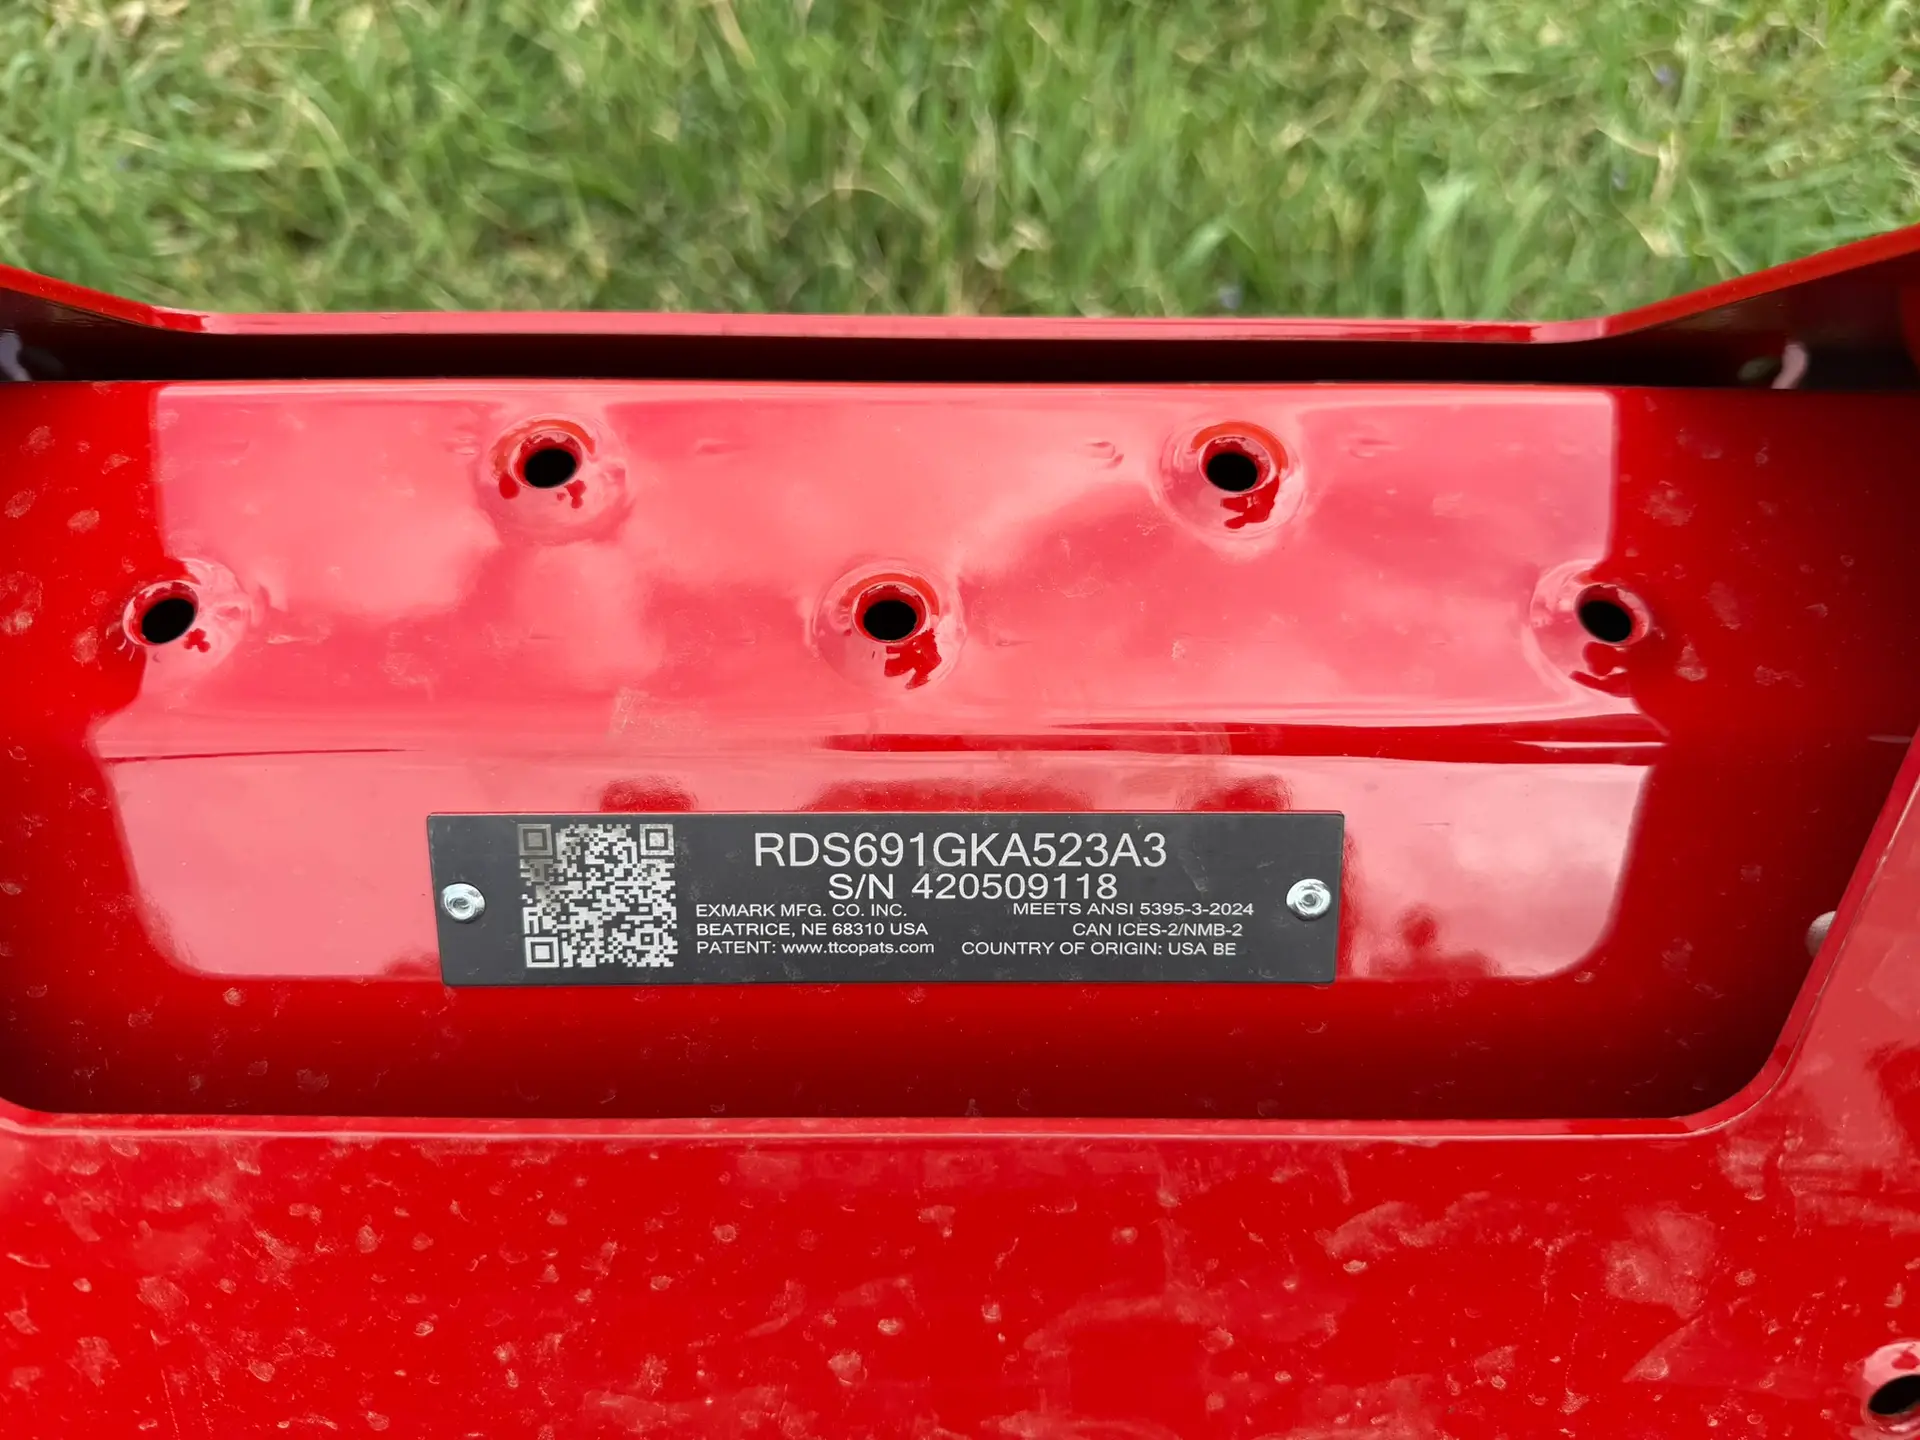 RDS691GKA523A3
S/N 420509118
EXMARK MFG. CO. INC. MEETS ANSI 5395-3-2024
BEATRICE, NE 68310 USA CAN ICES-2/NMB-2
PATENT: www.ttcopats.com COUNTRY OF ORIGIN: USA BE